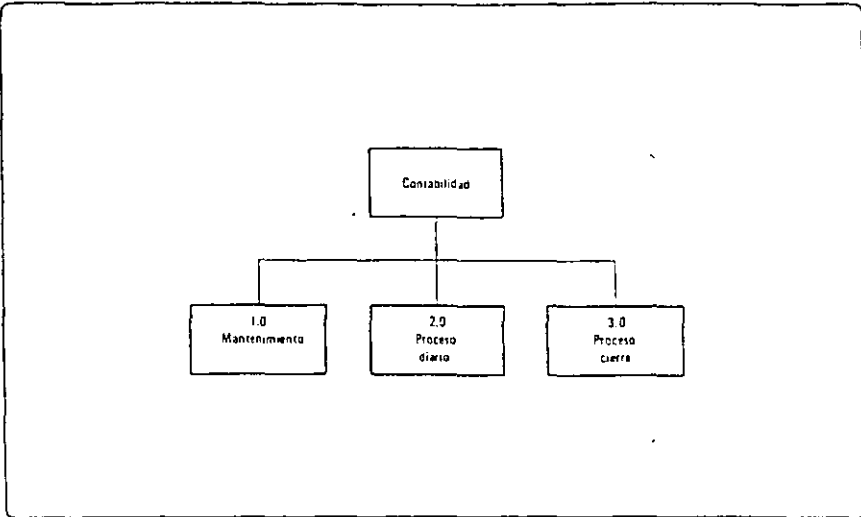 Contabilidad
1.0
Mantenimiento
2.0
Proceso
diario
3.0
Proceso
cierre